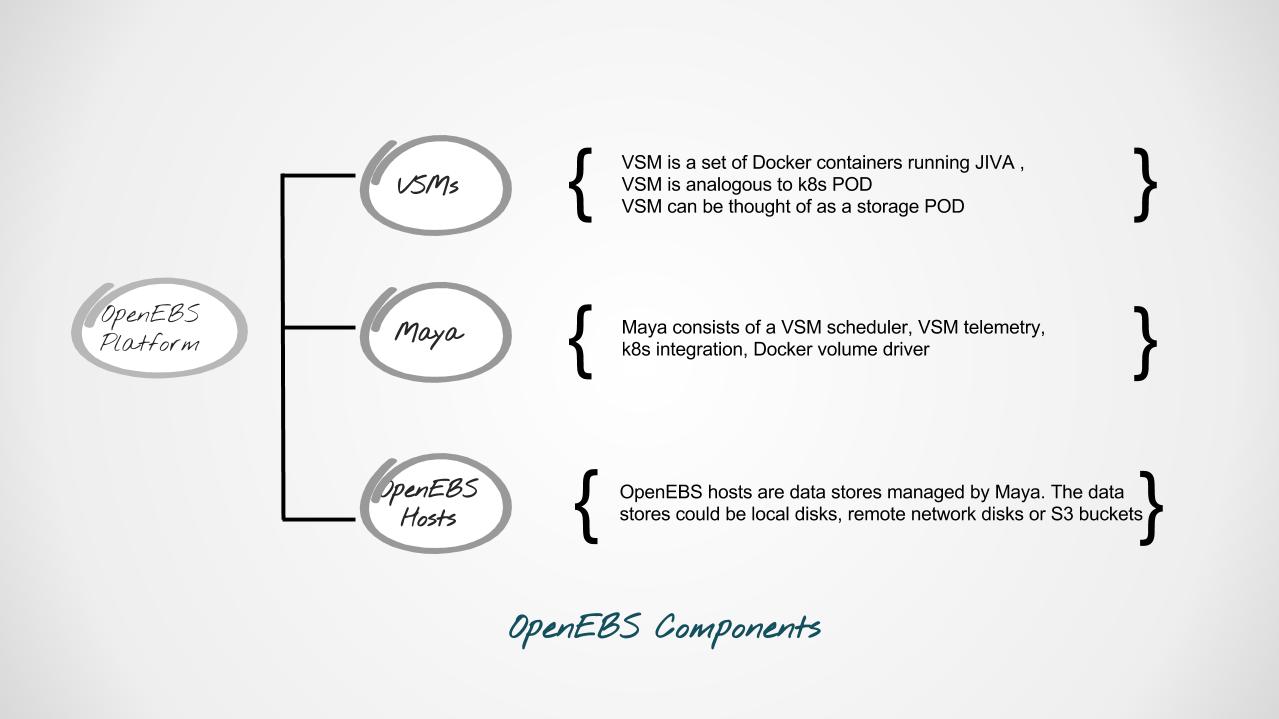 VSMs
VSM is a set of Docker containers running JIVA ,
VSM is analogous to k8s POD
VSM can be thought of as a storage POD
OpenEBS
Platform
Maya
Maya consists of a VSM scheduler, VSM telemetry,
k8s integration, Docker volume driver
OpenEBS
Hosts
OpenEBS hosts are data stores managed by Maya. The data
stores could be local disks, remote network disks or S3 buckets
OpenEBS Components